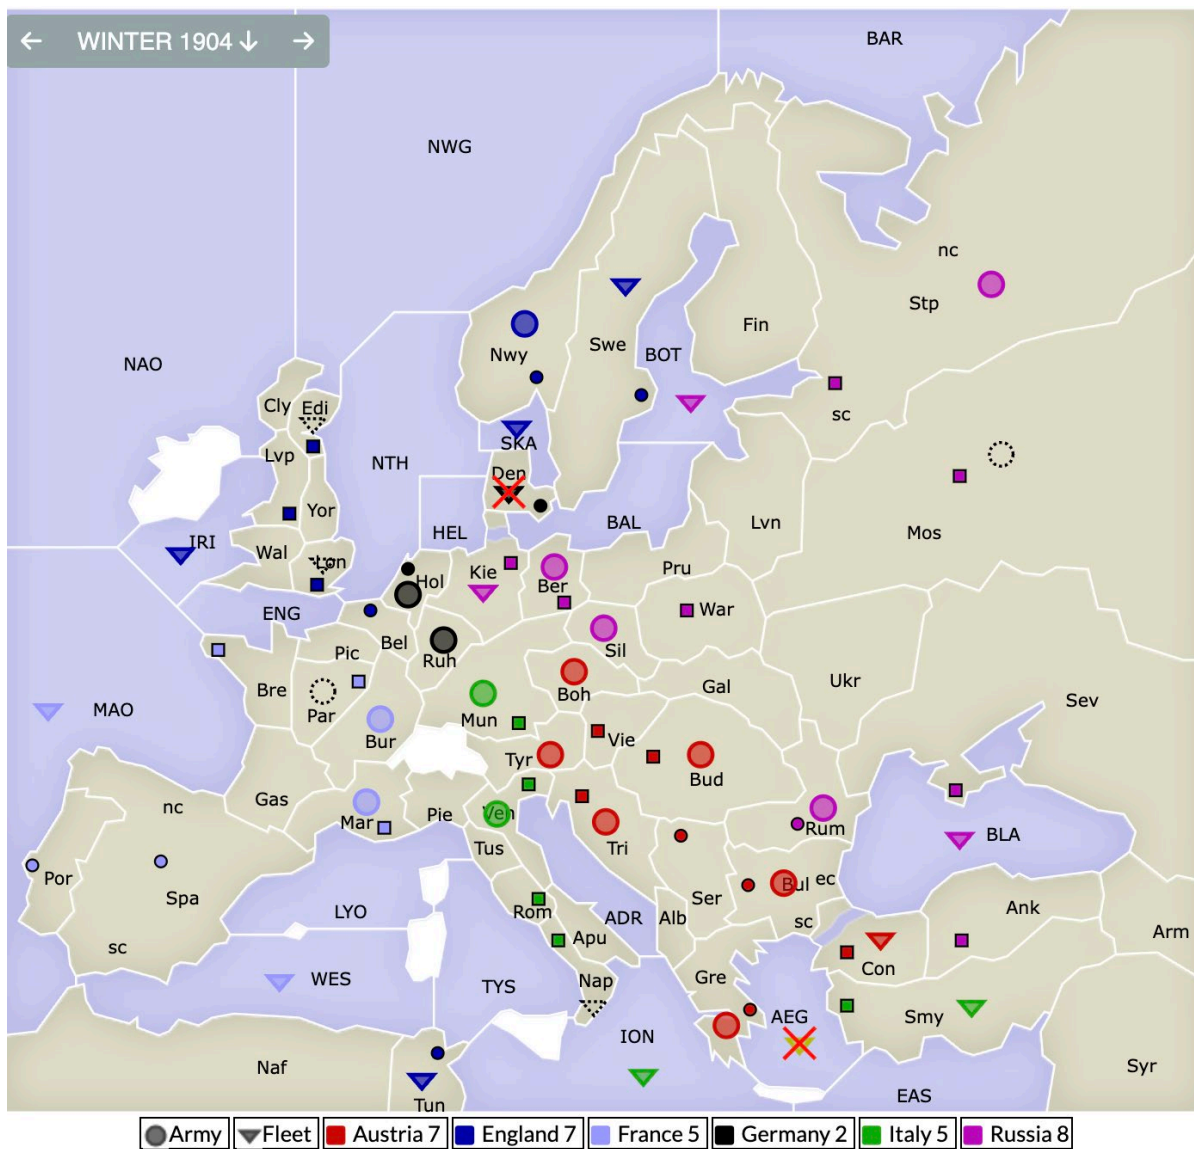 ← WINTER 1904 ↓ →
BAR
NWG
nc
Stp
NAO
Fin
Swe
Nwy
BOT
Cly
Edi
sc
SKA
Lvp
NTH
Den
Yor
BAL
Lvn
Mos
HEL
IRI
Wal
Lon
Kie
Pru
Hol
Ber
War
ENG
Bel
Pic
Sil
Ruh
Bre
Boh
Gal
Ukr
Sev
MAO
Par
Mun
Bur
Vie
Tyr
Bud
nc
Gas
Mar
Pie
Ven
Rum
BLA
Tri
Tus
Por
Bul
ec
Spa
Ser
Ank
LYO
Rom
ADR
Alb
sc
Arm
Apu
sc
Con
WES
TYS
Nap
Gre
AEG
Smy
ION
Naf
Syr
EAS
Tun
Army Fleet Austria 7 England 7 France 5 Germany 2 Italy 5 Russia 8